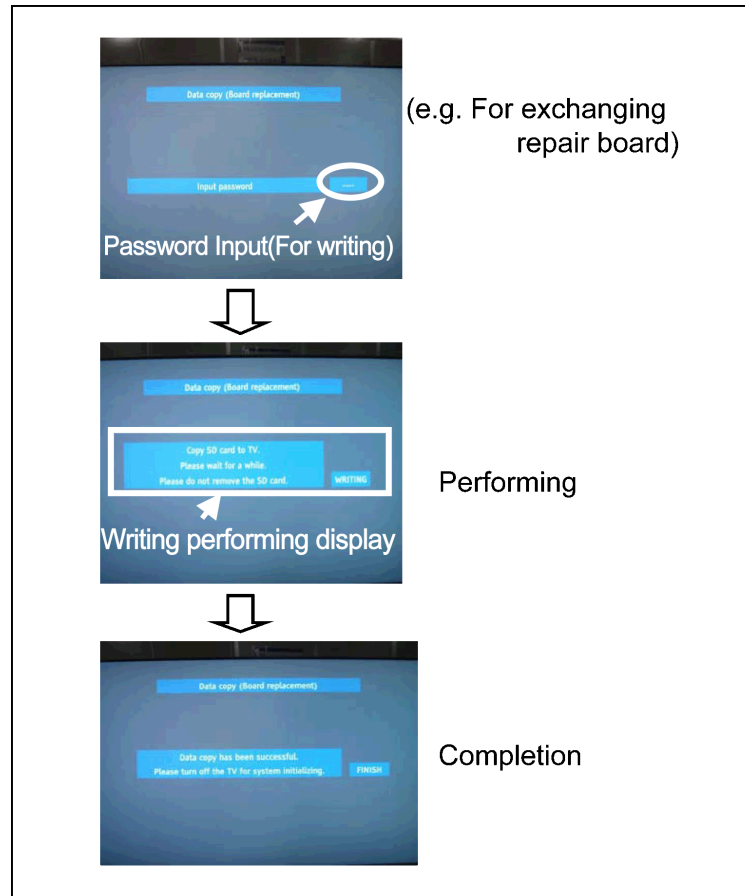 Data copy (Board replacement)
(e.g. For exchanging
repair board)
Input password
Password Input(For writing)
Data copy (Board replacement)
Copy SD card to TV.
Please wait for a while.
Please do not remove the SD card.
WRITING
Performing
Writing performing display
Data copy (Board replacement)
Data copy has been successful.
Please turn off the TV for system initializing.
FINISH
Completion